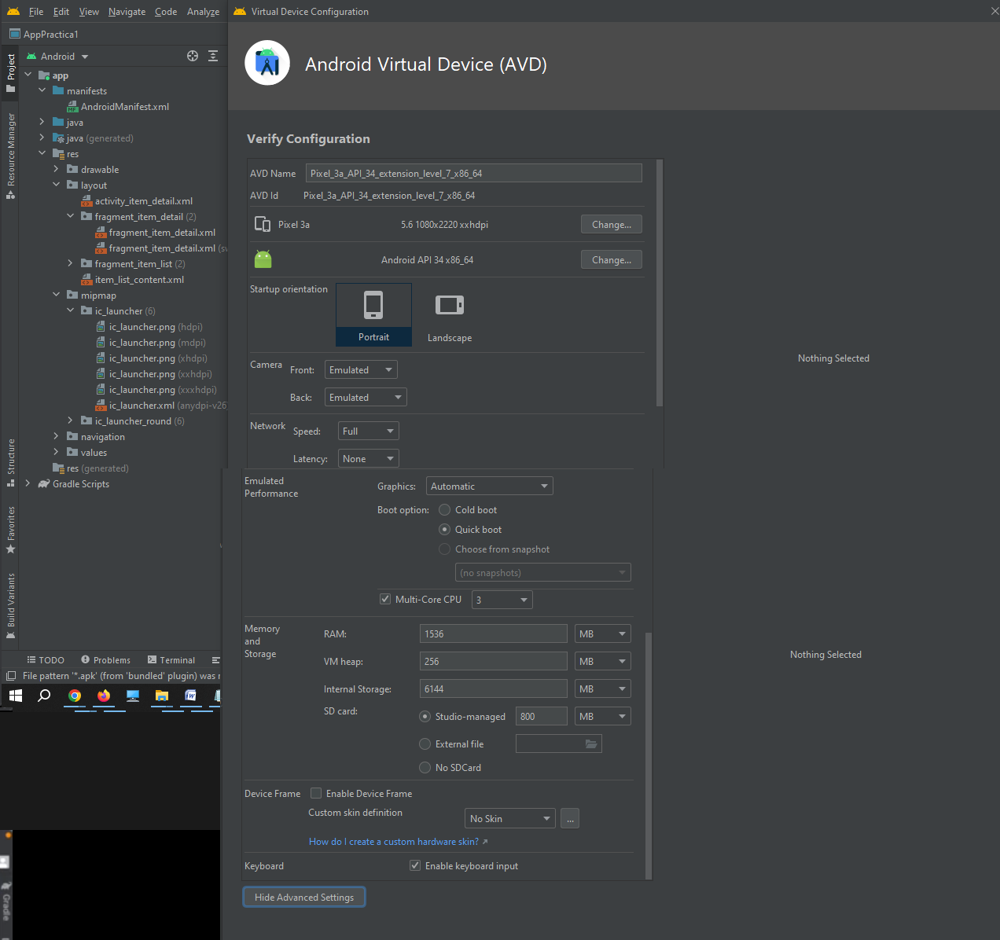 File Edit View Navigate Code Analyze
Virtual Device Configuration
AppPractica1
Android
Android Virtual Device (AVD)
Project
Resource Manager
Structure
Favorites
Build Variants
app
manifests
AndroidManifest.xml
java
java (generated)
res
drawable
layout
activity_item_detail.xml
fragment_item_detail (2)
fragment_item_detail.xml
fragment_item_detail.xml (sw
fragment_item_list (2)
item_list_content.xml
mipmap
ic_launcher (6)
ic_launcher.png (hdpi)
ic_launcher.png (mdpi)
ic_launcher.png (xhdpi)
ic_launcher.png (xxhdpi)
ic_launcher.png (xxxhdpi)
ic_launcher.xml (anydpi-v26)
ic_launcher_round (6)
navigation
values
res (generated)
Gradle Scripts
TODO Problems Terminal
File pattern '*.apk' (from 'bundled' plugin) was r
Gradle
Verify Configuration
AVD Name Pixel_3a_API_34_extension_level_7_x86_64
AVD Id Pixel_3a_API_34_extension_level_7_x86_64
Pixel 3a 5.6 1080x2220 xxhdpi Change...
Android API 34 x86_64 Change...
Startup orientation
Portrait Landscape
Camera Front: Emulated
Back: Emulated
Network Speed: Full
Latency: None
Nothing Selected
Emulated
Performance
Graphics: Automatic
Boot option: Cold boot
Quick boot
Choose from snapshot
(no snapshots)
Multi-Core CPU 3
Memory
and
Storage
RAM: 1536 MB
VM heap: 256 MB
Internal Storage: 6144 MB
SD card: Studio-managed 800 MB
External file
No SDCard
Nothing Selected
Device Frame Enable Device Frame
Custom skin definition No Skin ...
How do I create a custom hardware skin? ↗
Keyboard Enable keyboard input
Hide Advanced Settings